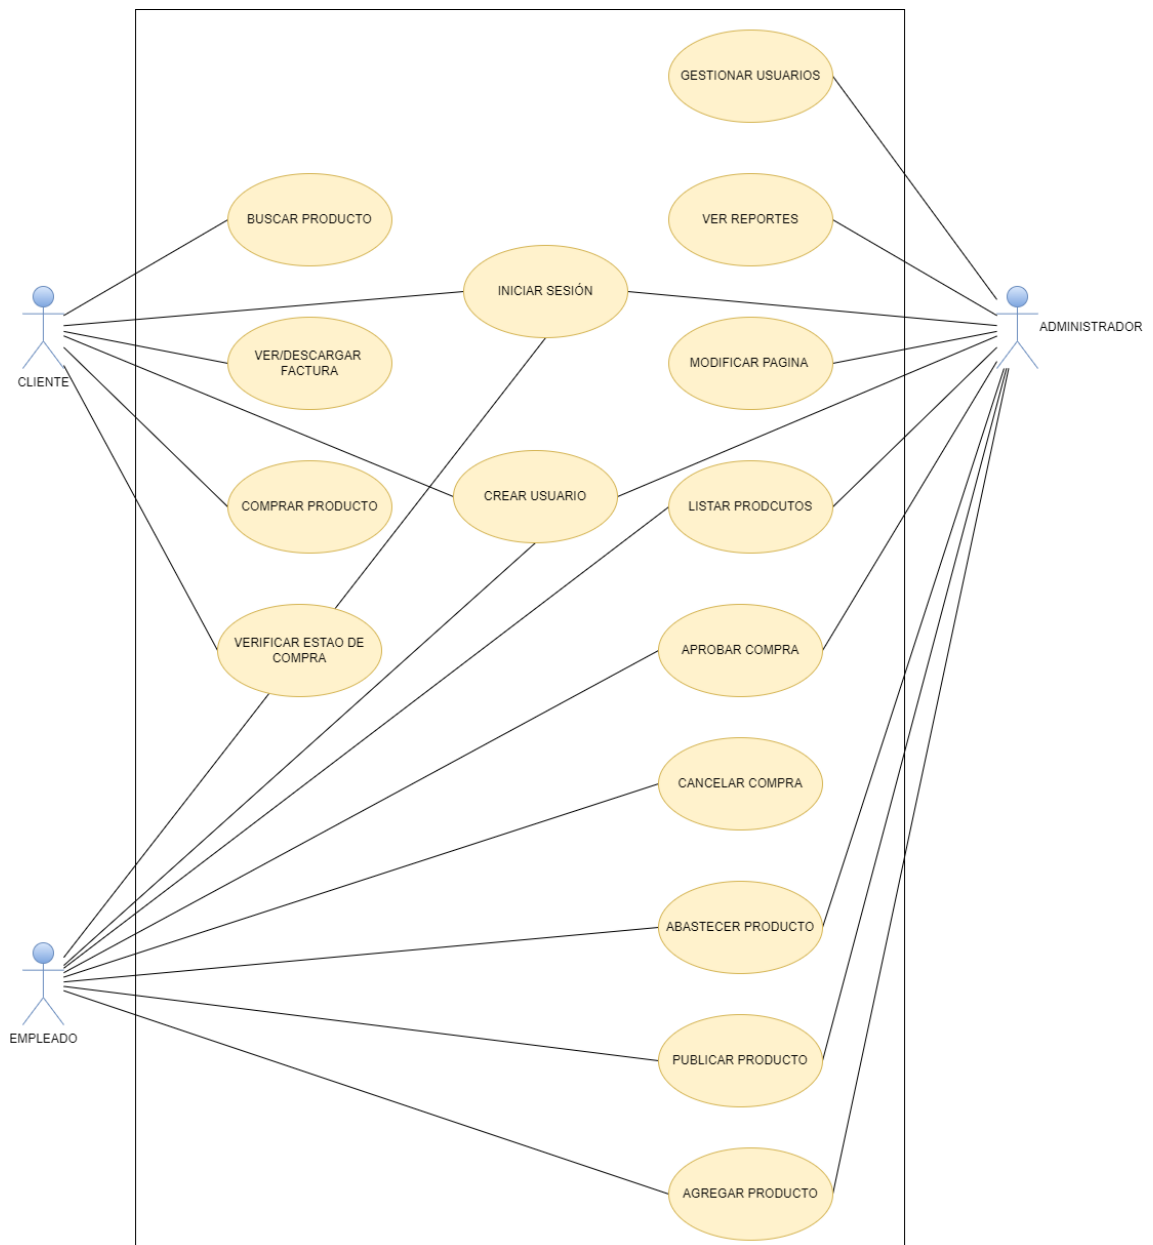 GESTIONAR USUARIOS
BUSCAR PRODUCTO
VER REPORTES
INICIAR SESIÓN
ADMINISTRADOR
VER/DESCARGAR
FACTURA
MODIFICAR PAGINA
CLIENTE
CREAR USUARIO
COMPRAR PRODUCTO
LISTAR PRODCUTOS
VERIFICAR ESTAO DE
COMPRA
APROBAR COMPRA
CANCELAR COMPRA
ABASTECER PRODUCTO
EMPLEADO
PUBLICAR PRODUCTO
AGREGAR PRODUCTO